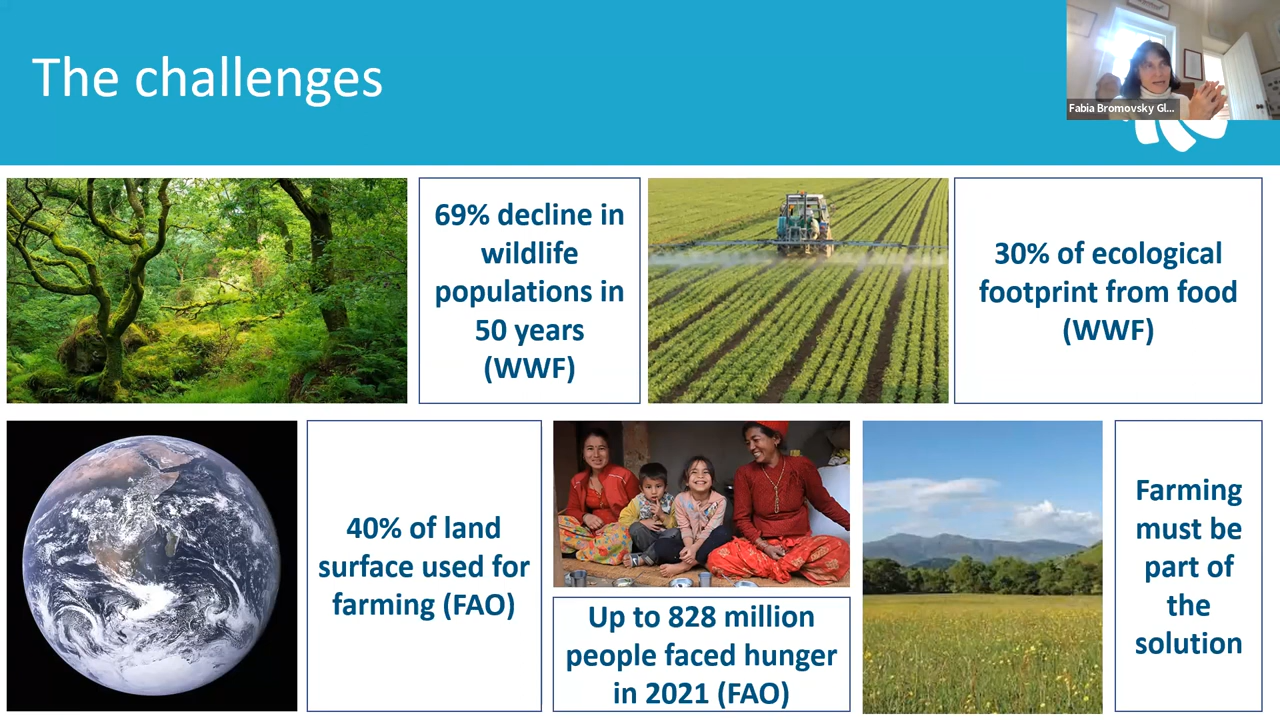 The challenges
Fabia Bromovsky Gl...
69% decline in
wildlife
populations in
50 years
(WWF)
30% of ecological
footprint from food
(WWF)
40% of land
surface used for
farming (FAO)
Up to 828 million
people faced hunger
in 2021 (FAO)
Farming
must be
part of
the
solution